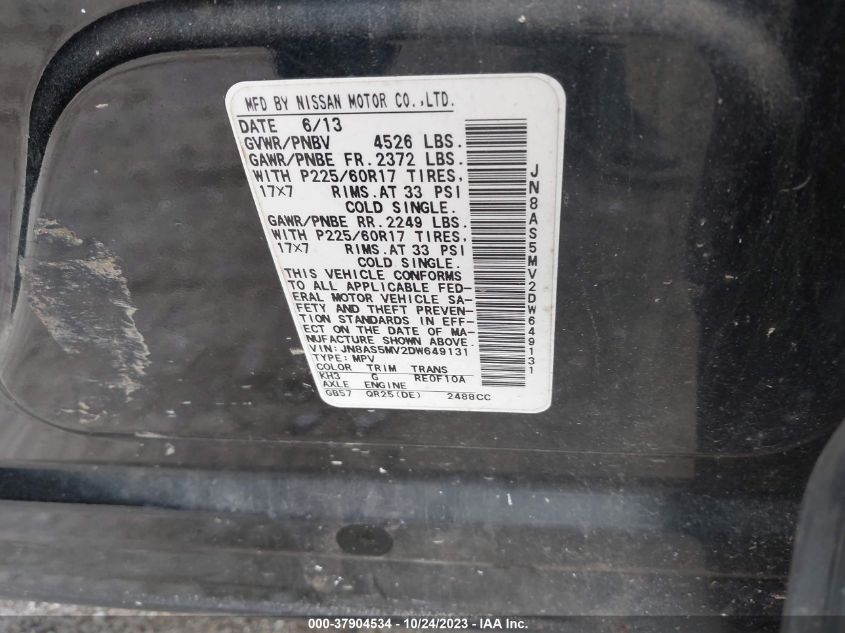 MFD BY NISSAN MOTOR CO.,LTD.
DATE 6/13
GVWR/PNBV 4526 LBS.
GAWR/PNBE FR. 2372 LBS.
WITH P225/60R17 TIRES,
17X7 RIMS. AT 33 PSI
COLD SINGLE.
GAWR/PNBE RR. 2249 LBS.
WITH P225/60R17 TIRES,
17X7 RIMS. AT 33 PSI
COLD SINGLE.
THIS VEHICLE CONFORMS
TO ALL APPLICABLE FED-
ERAL MOTOR VEHICLE SA-
FETY AND THEFT PREVEN-
TION STANDARDS IN EFF-
ECT ON THE DATE OF MA-
NUFACTURE SHOWN ABOVE.
VIN: JN8AS5MV2DW649131
TYPE: MPV
COLOR TRIM TRANS
KH3 G RE0F10A
AXLE ENGINE
GB57 QR25(DE) 2488CC
JN8AS5MV2DW649131
000-37904534 - 10/24/2023 - IAA Inc.